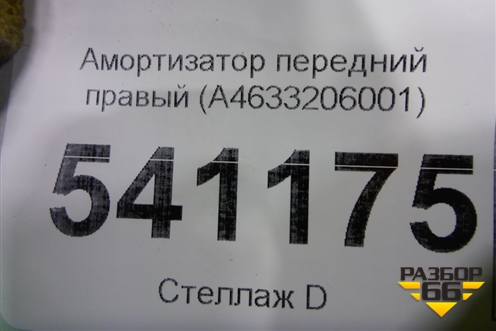 Амортизатор передний
правый (A4633206001)
541175
Стеллаж D
РАЗБОР
66